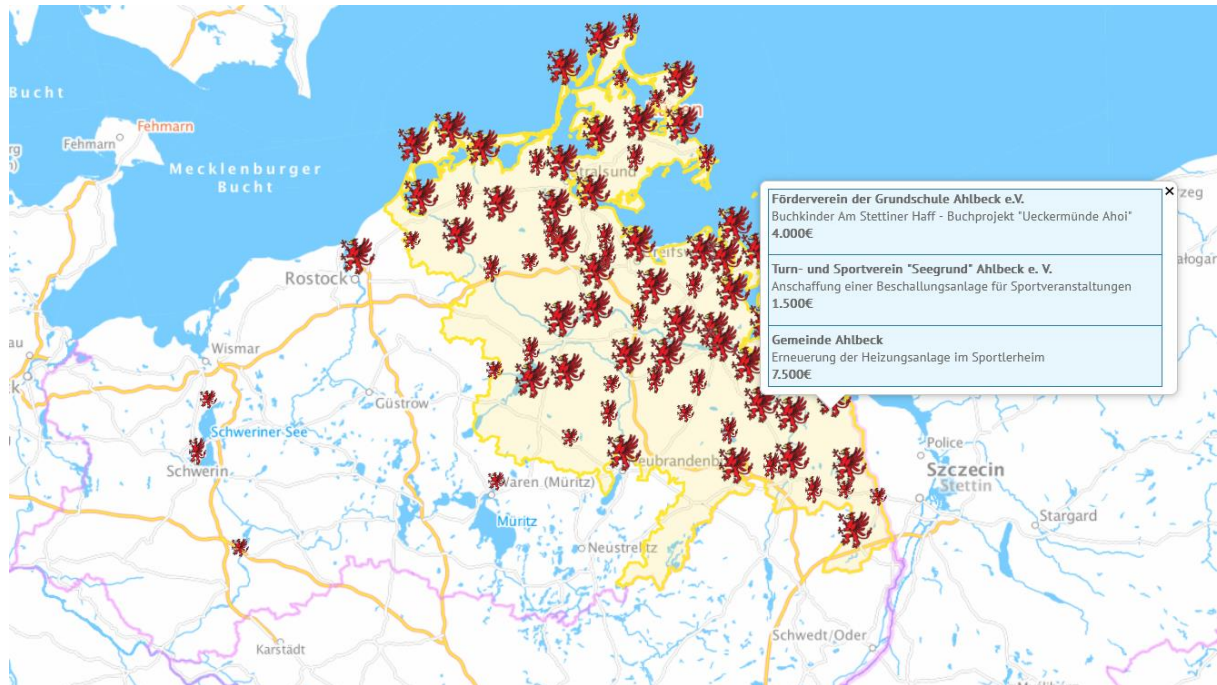 Bucht
Fehmarn
Fehmarn
Mecklenburger
Bucht
Stralsund
Rostock
Wismar
Güstrow
Schweriner See
Schwerin
Waren (Müritz)
Müritz
Neustrelitz
Karstädt
Police
Szczecin
Stettin
Stargard
Schwedt/Oder
Förderverein der Grundschule Ahlbeck e.V.
Buchkinder Am Stettiner Haff - Buchprojekt "Ueckermünde Ahoi"
4.000€
Turn- und Sportverein "Seegrund" Ahlbeck e. V.
Anschaffung einer Beschallungsanlage für Sportveranstaltungen
1.500€
Gemeinde Ahlbeck
Erneuerung der Heizungsanlage im Sportlerheim
7.500€